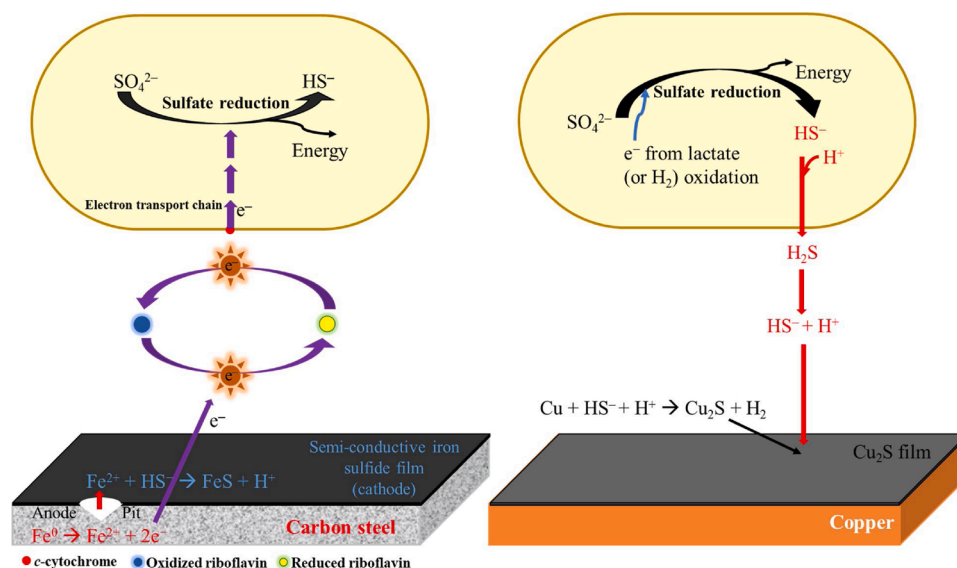 SO₄²⁻
HS⁻
Sulfate reduction
Energy
Electron transport chain
e⁻
e⁻
e⁻
e⁻
Semi-conductive iron
sulfide film
(cathode)
Fe²⁺ + HS⁻ → FeS + H⁺
Anode
Pit
Fe⁰ → Fe²⁺ + 2e⁻
Carbon steel
c-cytochrome
Oxidized riboflavin
Reduced riboflavin
Energy
Sulfate reduction
SO₄²⁻
HS⁻
e⁻ from lactate
(or H₂) oxidation
H⁺
H₂S
HS⁻ + H⁺
Cu + HS⁻ + H⁺ → Cu₂S + H₂
Cu₂S film
Copper